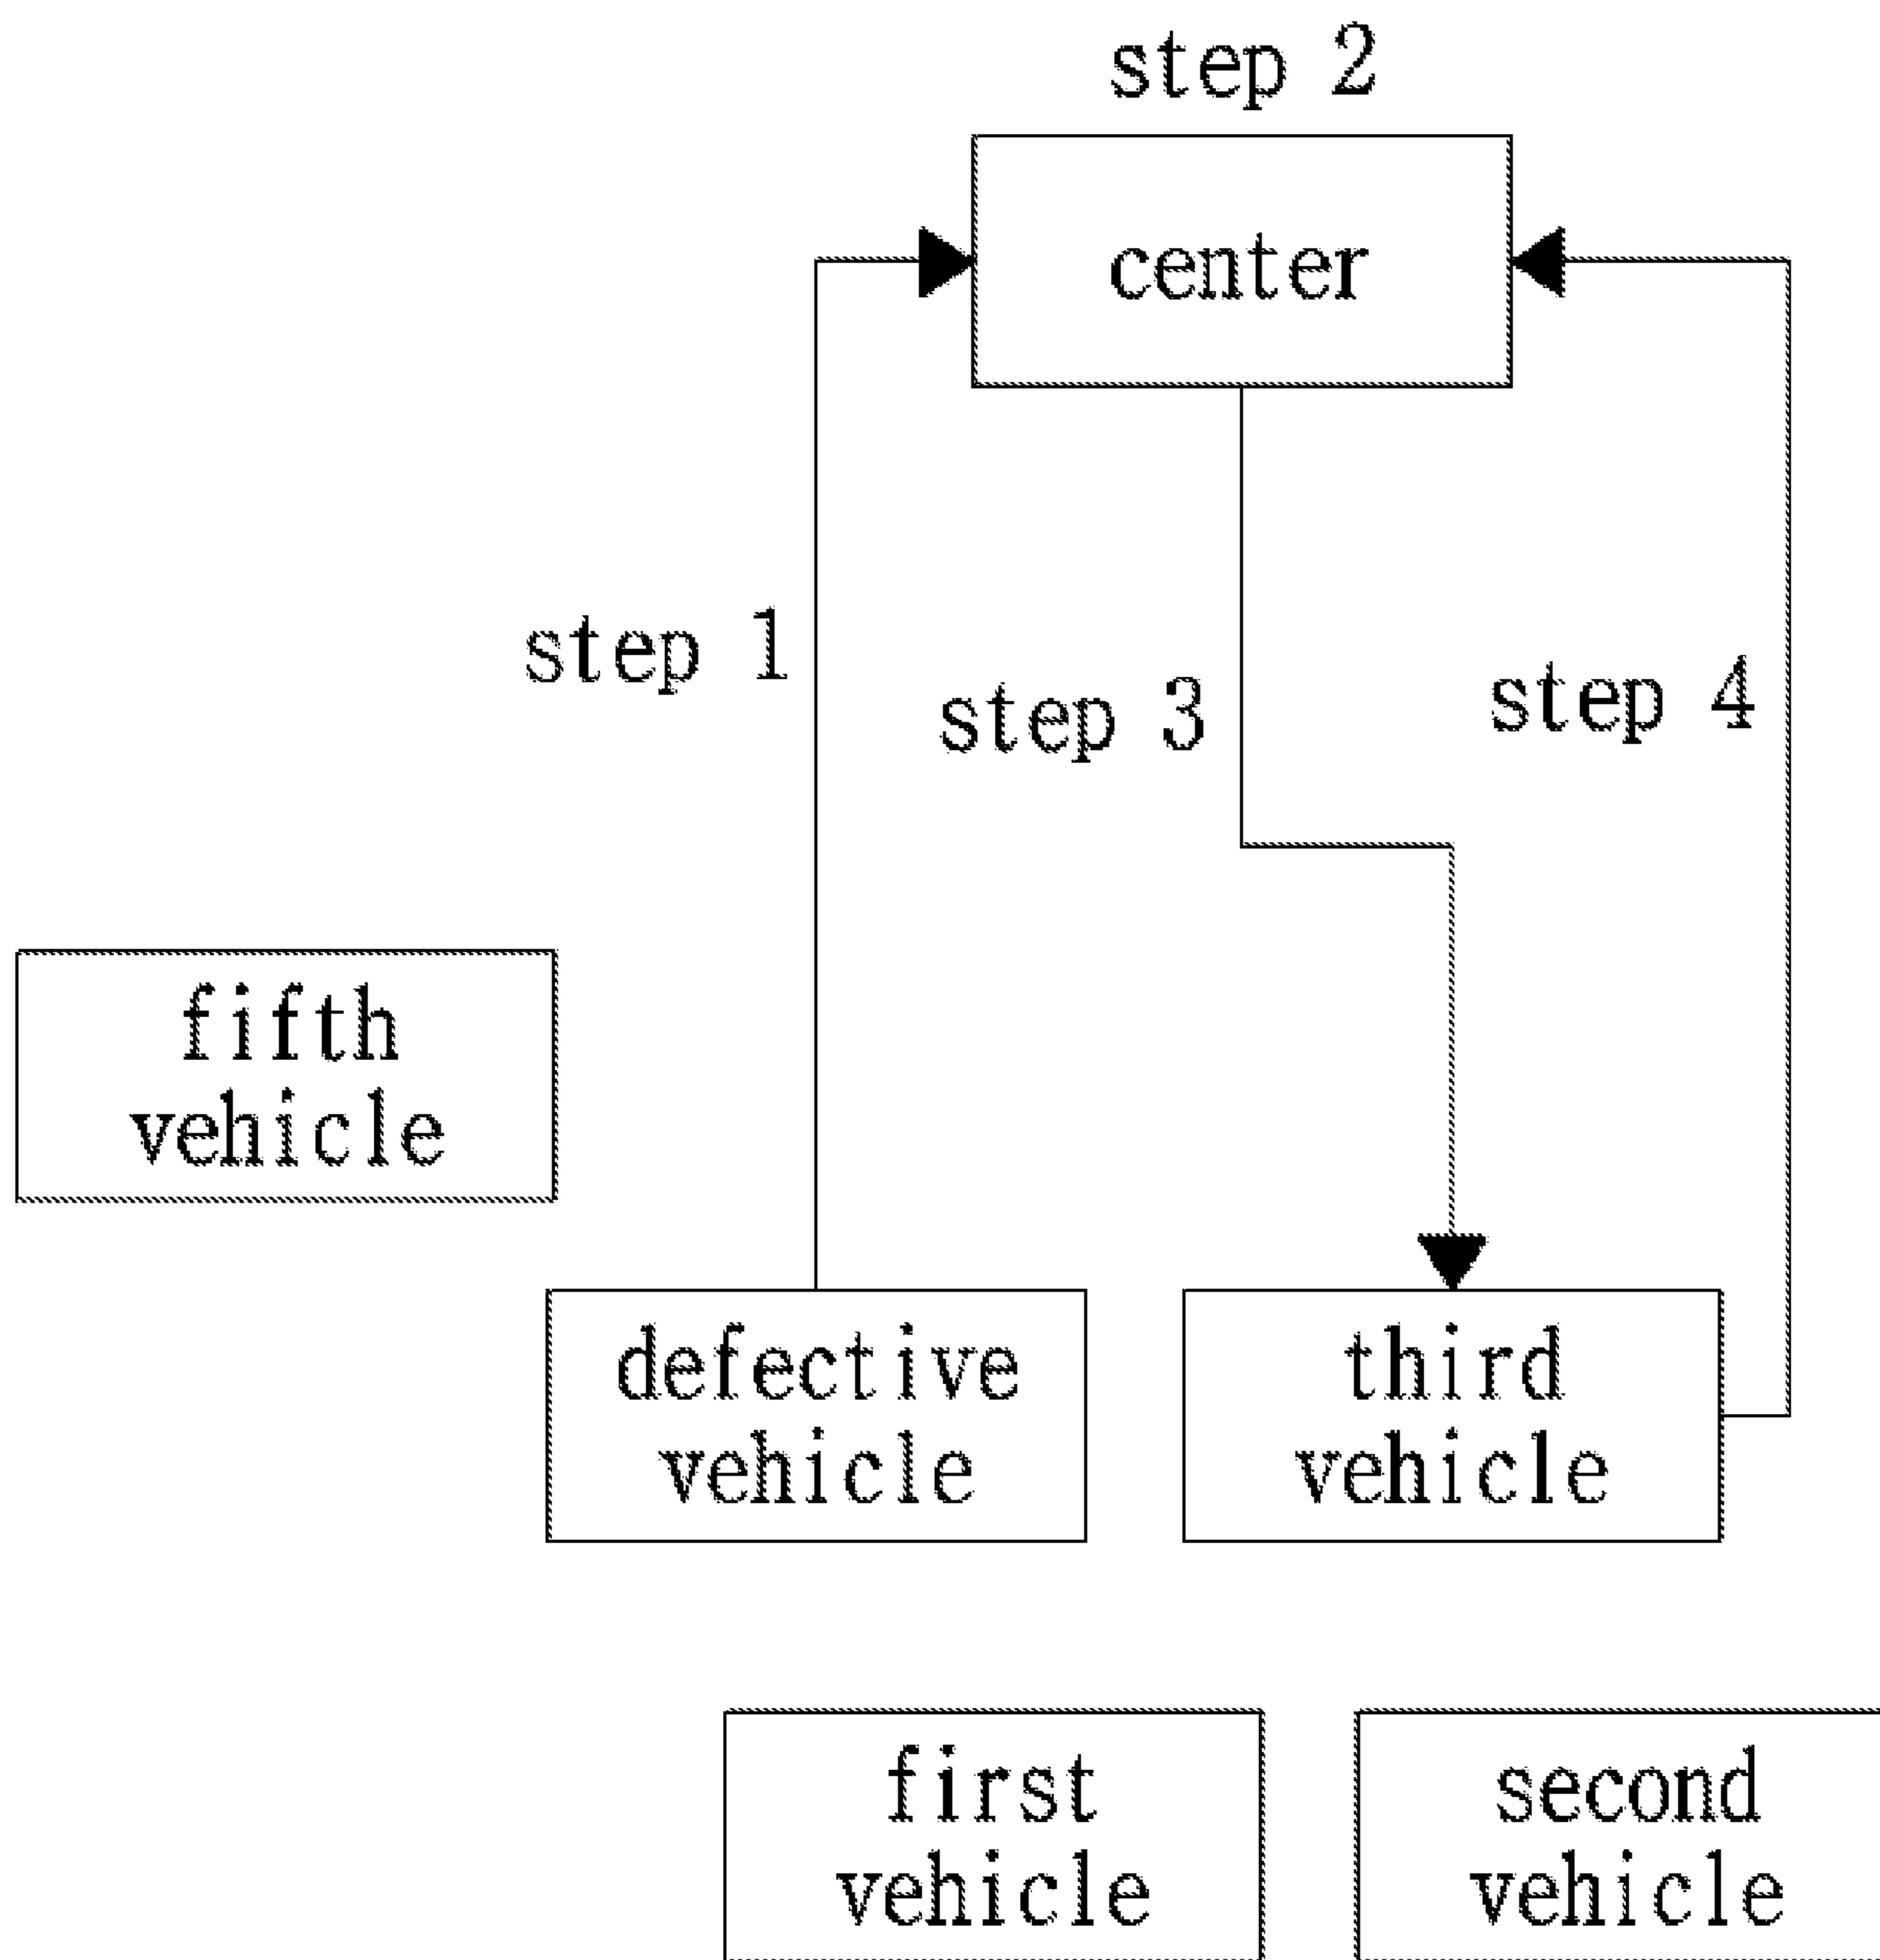 step 2
center
step 1
step 3
step 4
fifth
vehicle
defective
vehicle
third
vehicle
first
vehicle
second
vehicle